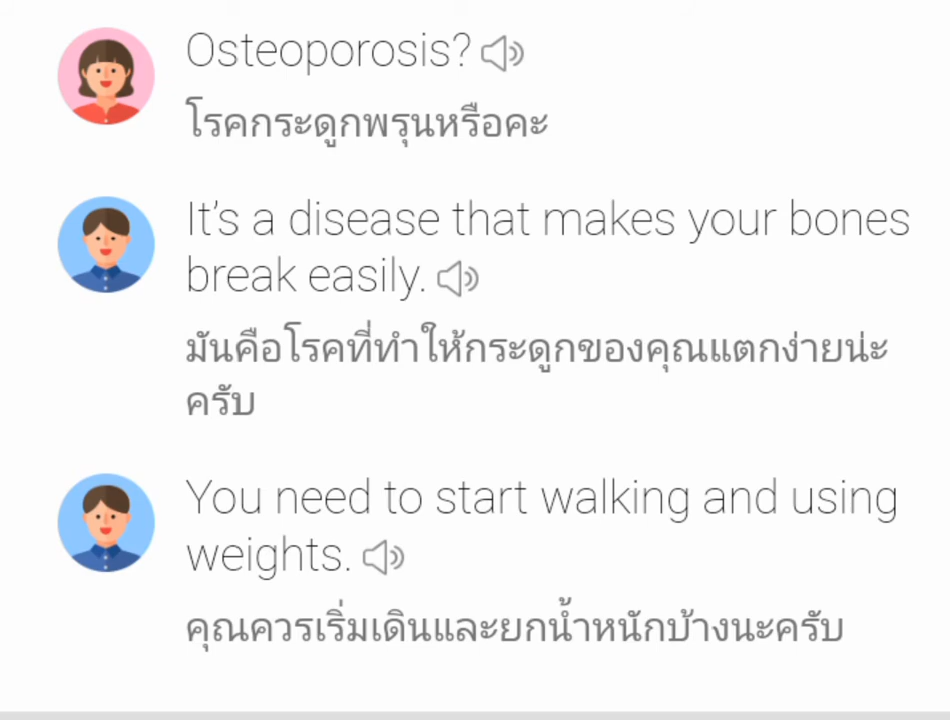 Osteoporosis?
โรคกระดูกพรุนหรือคะ
It's a disease that makes your bones
break easily.
มันคือโรคที่ทำให้กระดูกของคุณแตกง่ายน่ะ
ครับ
You need to start walking and using
weights.
คุณควรเริ่มเดินและยกน้ำหนักบ้างนะครับ